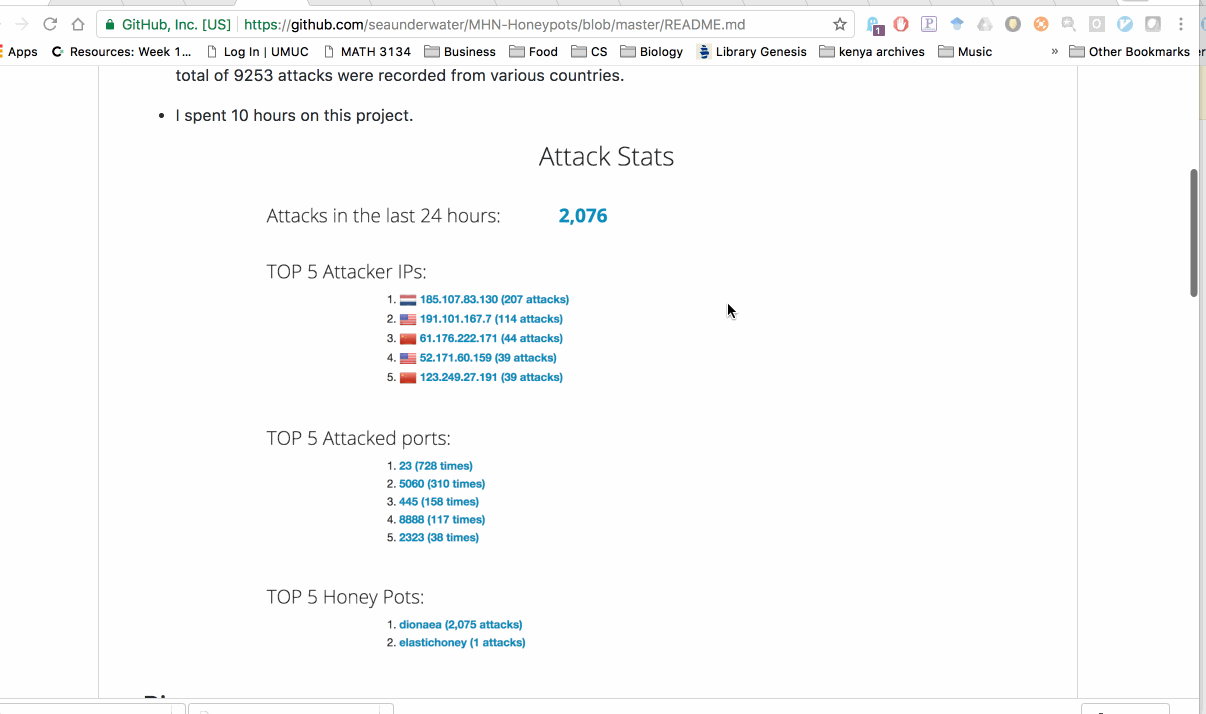 GitHub, Inc. [US] https://github.com/seaunderwater/MHN-Honeypots/blob/master/README.md
1
Apps Resources: Week 1... Log In | UMUC MATH 3134 Business Food CS Biology Library Genesis kenya archives Music » Other Bookmarks
total of 9253 attacks were recorded from various countries.
• I spent 10 hours on this project.
Attack Stats
Attacks in the last 24 hours: 2,076
TOP 5 Attacker IPs:
1. 185.107.83.130 (207 attacks)
2. 191.101.167.7 (114 attacks)
3. 61.176.222.171 (44 attacks)
4. 52.171.60.159 (39 attacks)
5. 123.249.27.191 (39 attacks)
TOP 5 Attacked ports:
1. 23 (728 times)
2. 5060 (310 times)
3. 445 (158 times)
4. 8888 (117 times)
5. 2323 (38 times)
TOP 5 Honey Pots:
1. dionaea (2,075 attacks)
2. elastichoney (1 attacks)